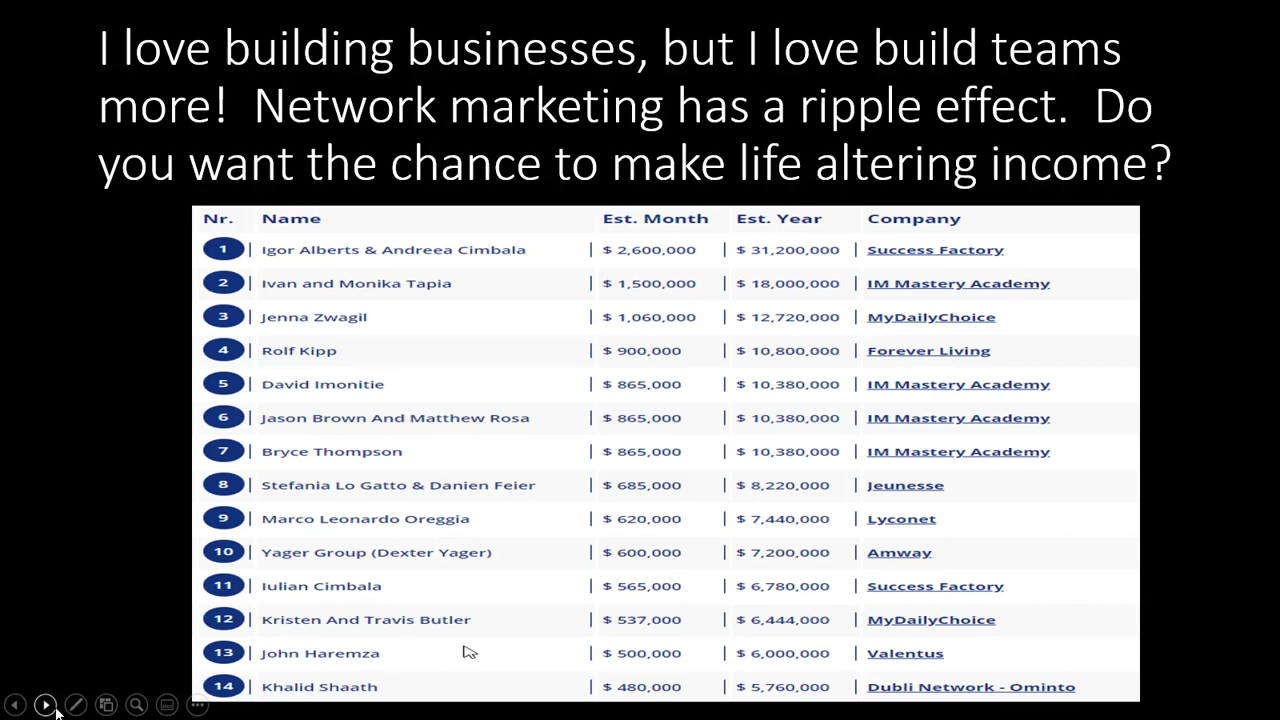 I love building businesses, but I love build teams
more!  Network marketing has a ripple effect.  Do
you want the chance to make life altering income?
Nr. Name Est. Month Est. Year Company
1 | Igor Alberts & Andreea Cimbala | $ 2,600,000 | $ 31,200,000 | Success Factory
2 | Ivan and Monika Tapia | $ 1,500,000 | $ 18,000,000 | IM Mastery Academy
3 | Jenna Zwagil | $ 1,060,000 | $ 12,720,000 | MyDailyChoice
4 | Rolf Kipp | $ 900,000 | $ 10,800,000 | Forever Living
5 | David Imonitie | $ 865,000 | $ 10,380,000 | IM Mastery Academy
6 | Jason Brown And Matthew Rosa | $ 865,000 | $ 10,380,000 | IM Mastery Academy
7 | Bryce Thompson | $ 865,000 | $ 10,380,000 | IM Mastery Academy
8 | Stefania Lo Gatto & Danien Feier | $ 685,000 | $ 8,220,000 | Jeunesse
9 | Marco Leonardo Oreggia | $ 620,000 | $ 7,440,000 | Lyconet
10 | Yager Group (Dexter Yager) | $ 600,000 | $ 7,200,000 | Amway
11 | Iulian Cimbala | $ 565,000 | $ 6,780,000 | Success Factory
12 | Kristen And Travis Butler | $ 537,000 | $ 6,444,000 | MyDailyChoice
13 | John Haremza | $ 500,000 | $ 6,000,000 | Valentus
14 | Khalid Shaath | $ 480,000 | $ 5,760,000 | Dubli Network - Ominto